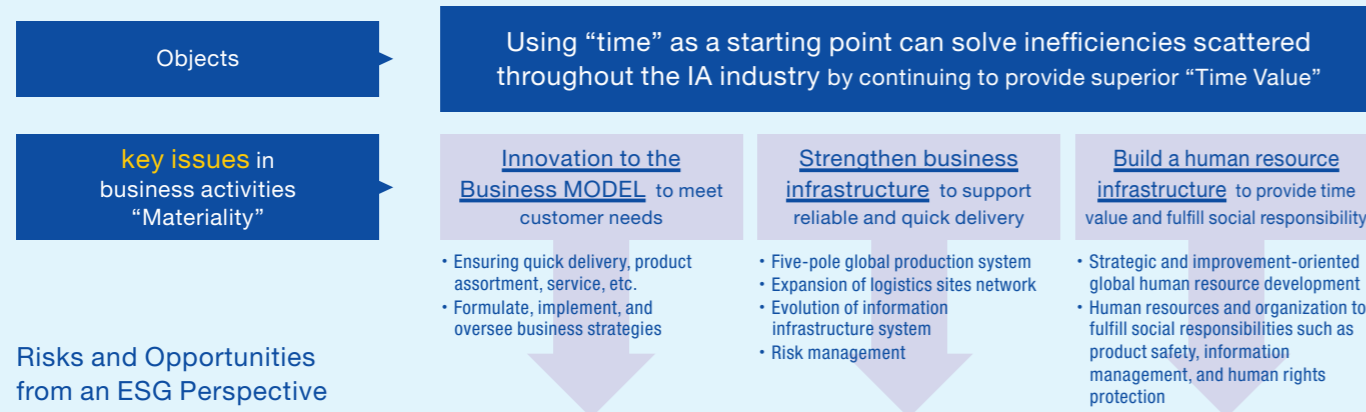 Objects
Using “time” as a starting point can solve inefficiencies scattered
throughout the IA industry by continuing to provide superior “Time Value”
key issues in
business activities
“Materiality”
Innovation to the
Business MODEL to meet
customer needs
• Ensuring quick delivery, product
assortment, service, etc.
• Formulate, implement, and
oversee business strategies
Strengthen business
infrastructure to support
reliable and quick delivery
• Five-pole global production system
• Expansion of logistics sites network
• Evolution of information
infrastructure system
• Risk management
Build a human resource
infrastructure to provide time
value and fulfill social responsibility
• Strategic and improvement-oriented
global human resource development
• Human resources and organization to
fulfill social responsibilities such as
product safety, information
management, and human rights
protection
Risks and Opportunities
from an ESG Perspective